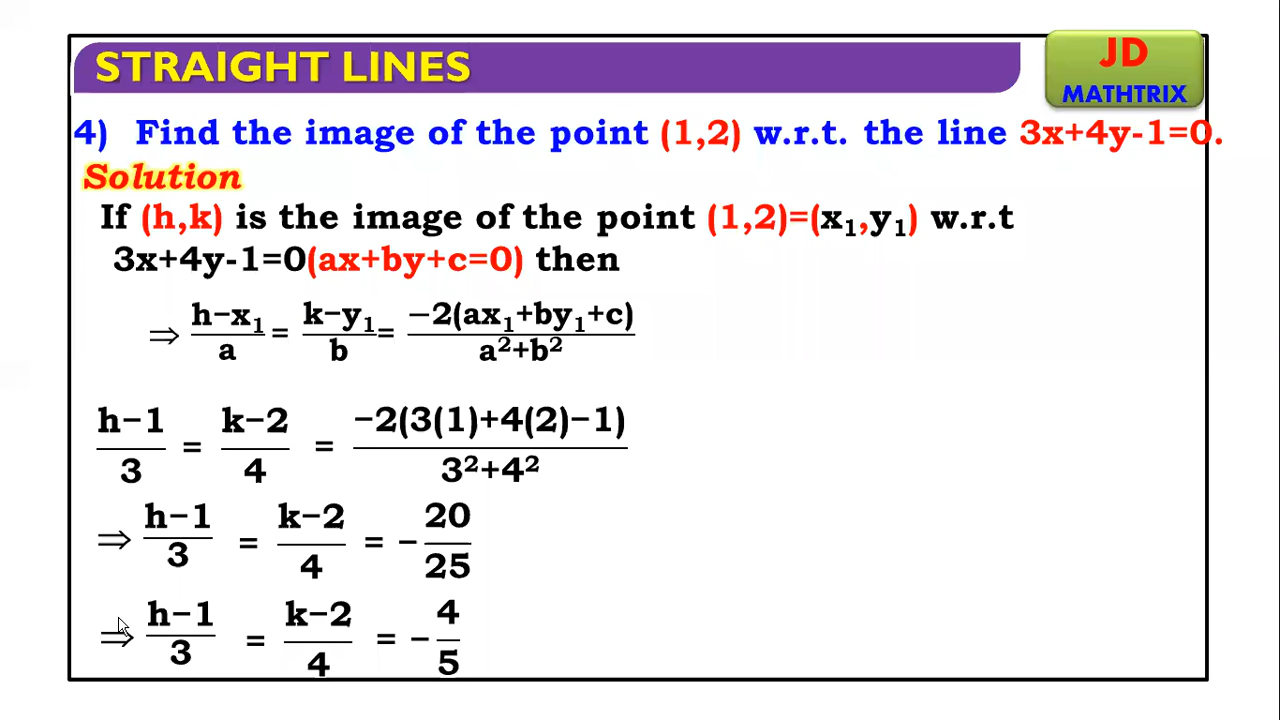 STRAIGHT LINES
JD
MATHTRIX
4) Find the image of the point (1,2) w.r.t. the line 3x+4y-1=0.
Solution
If (h,k) is the image of the point (1,2)=(x₁,y₁) w.r.t
3x+4y-1=0(ax+by+c=0) then
⇒ h−x₁/a = k−y₁/b = −2(ax₁+by₁+c)/a²+b²
h−1/3 = k−2/4 = −2(3(1)+4(2)−1)/3²+4²
⇒ h−1/3 = k−2/4 = −20/25
⇒ h−1/3 = k−2/4 = −4/5